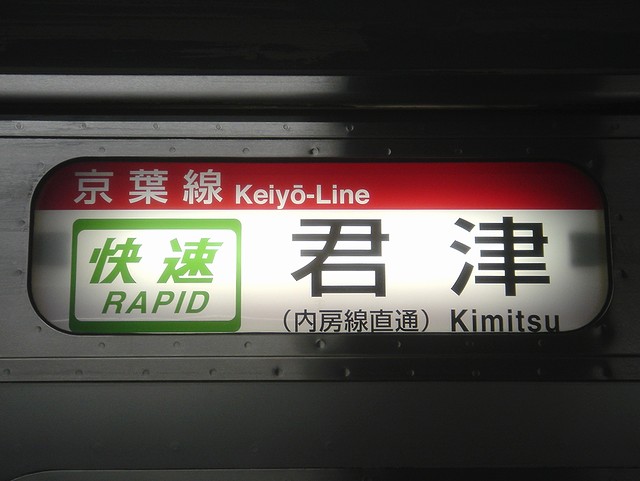 京葉線 Keiyō-Line
快速
RAPID
君津
（内房線直通） Kimitsu